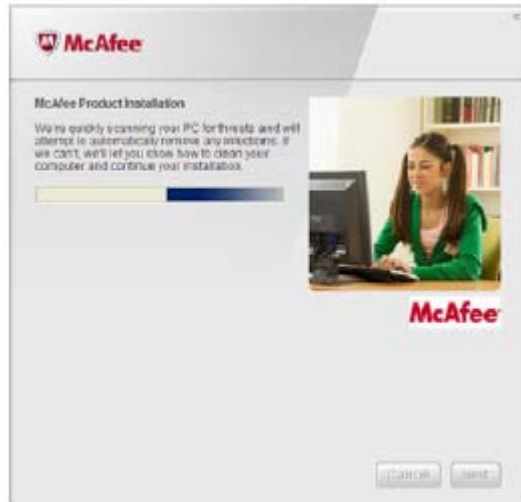 McAfee
McAfee Product Installation
We're quickly scanning your PC for threats and will
attempt to automatically remove any infections. If
we can't, we'll let you know how to clean your
computer and continue your installation.
McAfee
Cancel Next